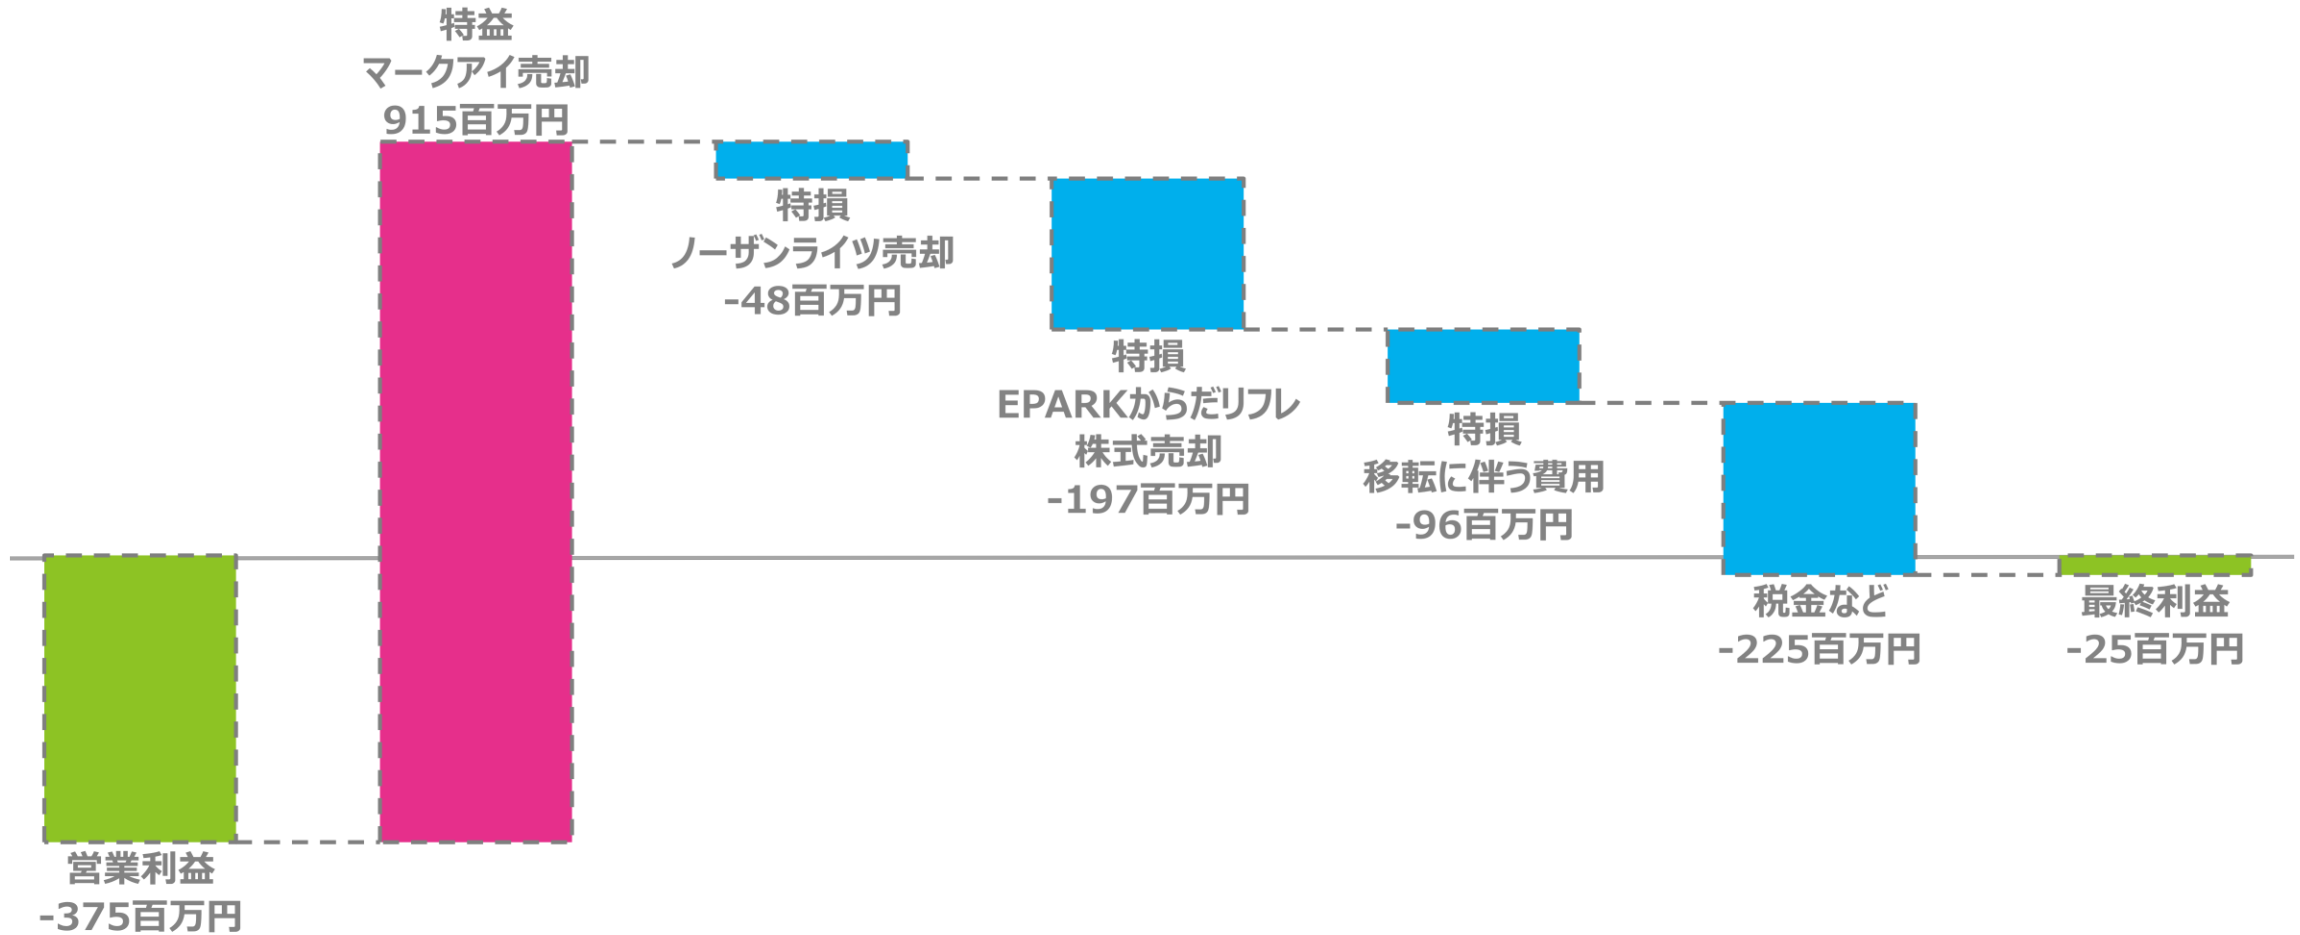 特益
マークアイ売却
915百万円
特損
ノーザンライツ売却
-48百万円
特損
EPARKからだリフレ
株式売却
-197百万円
特損
移転に伴う費用
-96百万円
税金など
-225百万円
最終利益
-25百万円
営業利益
-375百万円